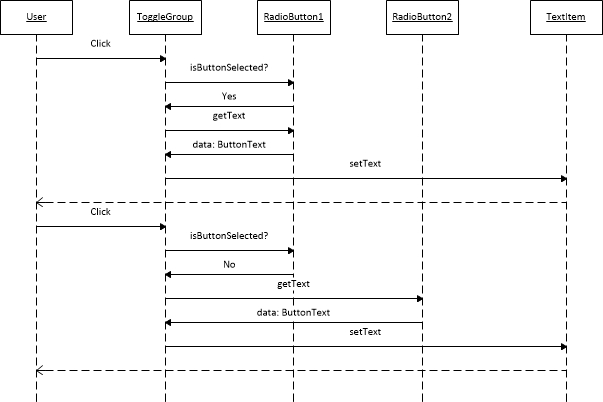 User
ToggleGroup
RadioButton1
RadioButton2
TextItem
Click
isButtonSelected?
Yes
getText
data: ButtonText
setText
Click
isButtonSelected?
No
getText
data: ButtonText
setText